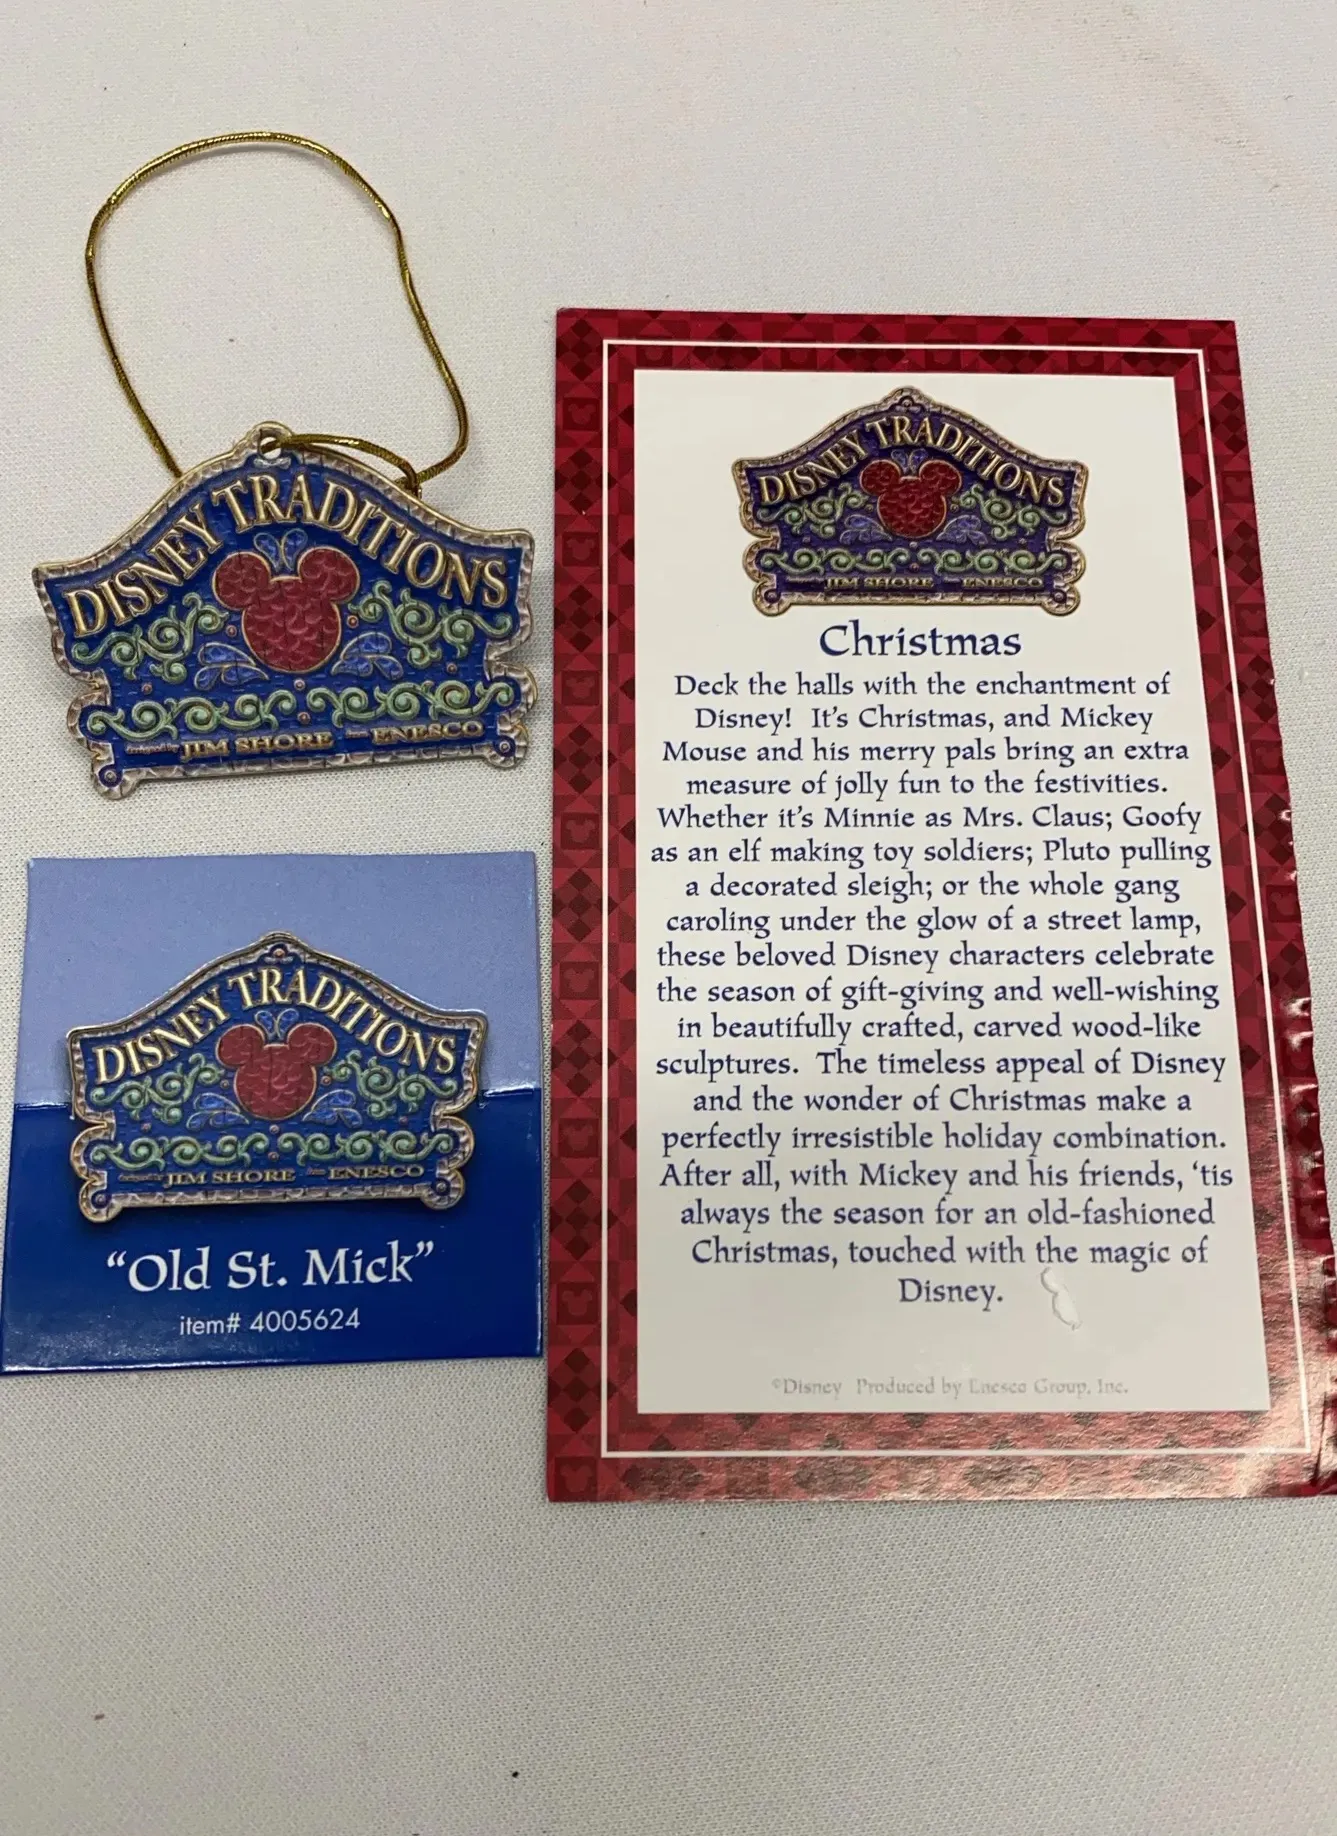 DISNEY TRADITIONS
designed by JIM SHORE from ENESCO
DISNEY TRADITIONS
designed by JIM SHORE from ENESCO
“Old St. Mick”
item# 4005624
DISNEY TRADITIONS
JIM SHORE ENESCO
Christmas
Deck the halls with the enchantment of
Disney! It's Christmas, and Mickey
Mouse and his merry pals bring an extra
measure of jolly fun to the festivities.
Whether it's Minnie as Mrs. Claus; Goofy
as an elf making toy soldiers; Pluto pulling
a decorated sleigh; or the whole gang
caroling under the glow of a street lamp,
these beloved Disney characters celebrate
the season of gift-giving and well-wishing
in beautifully crafted, carved wood-like
sculptures. The timeless appeal of Disney
and the wonder of Christmas make a
perfectly irresistible holiday combination.
After all, with Mickey and his friends, ‘tis
always the season for an old-fashioned
Christmas, touched with the magic of
Disney.
©Disney Produced by Enesco Group, Inc.